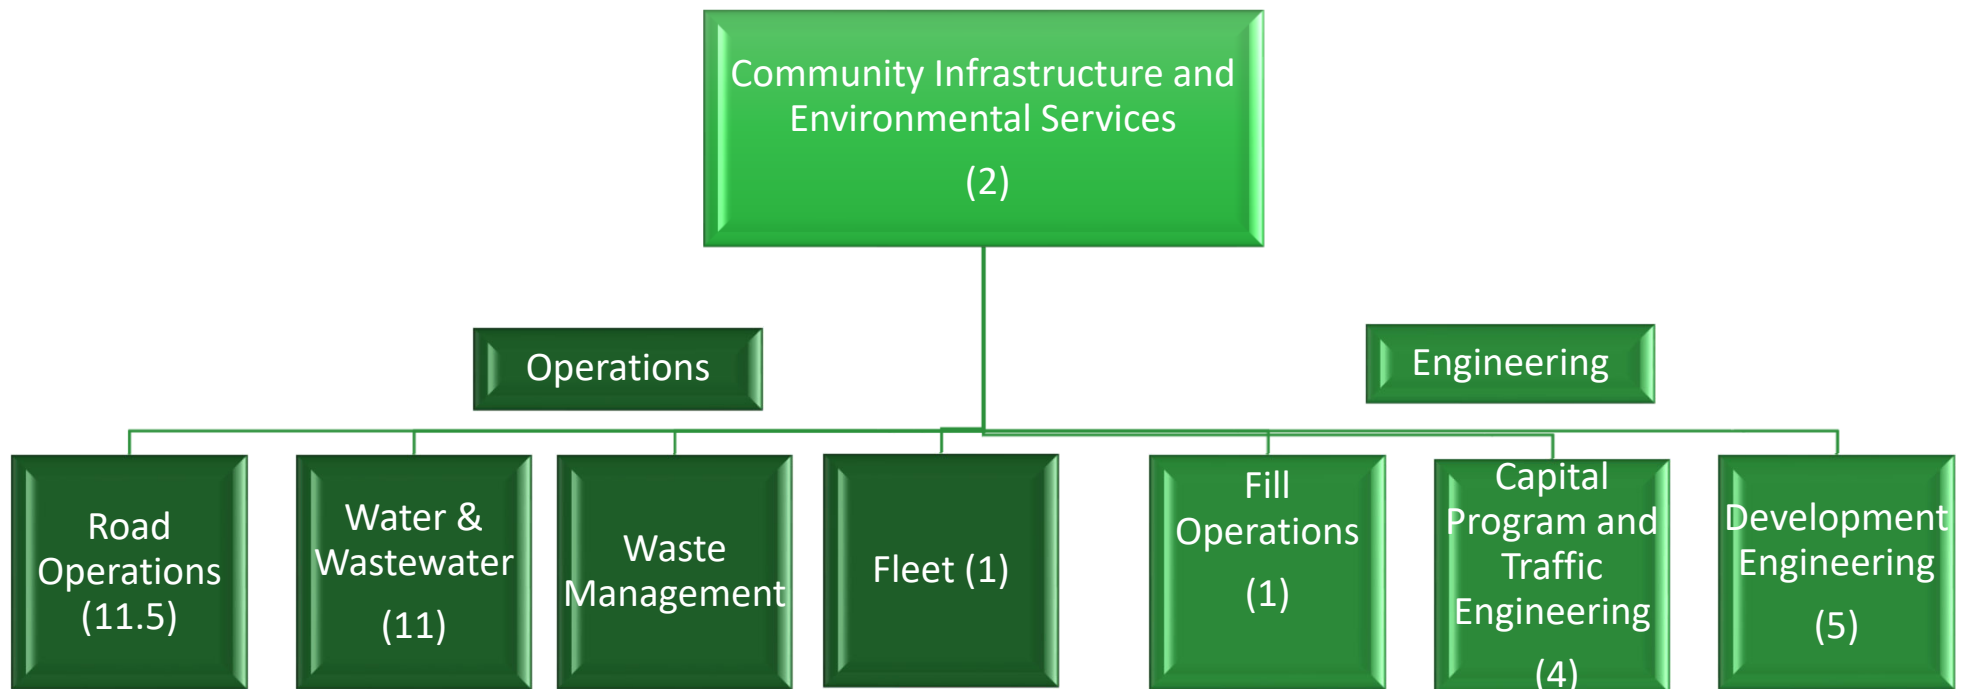 Community Infrastructure and
Environmental Services
(2)
Operations
Engineering
Road
Operations
(11.5)
Water &
Wastewater
(11)
Waste
Management
Fleet (1)
Fill
Operations
(1)
Capital
Program and
Traffic
Engineering
(4)
Development
Engineering
(5)